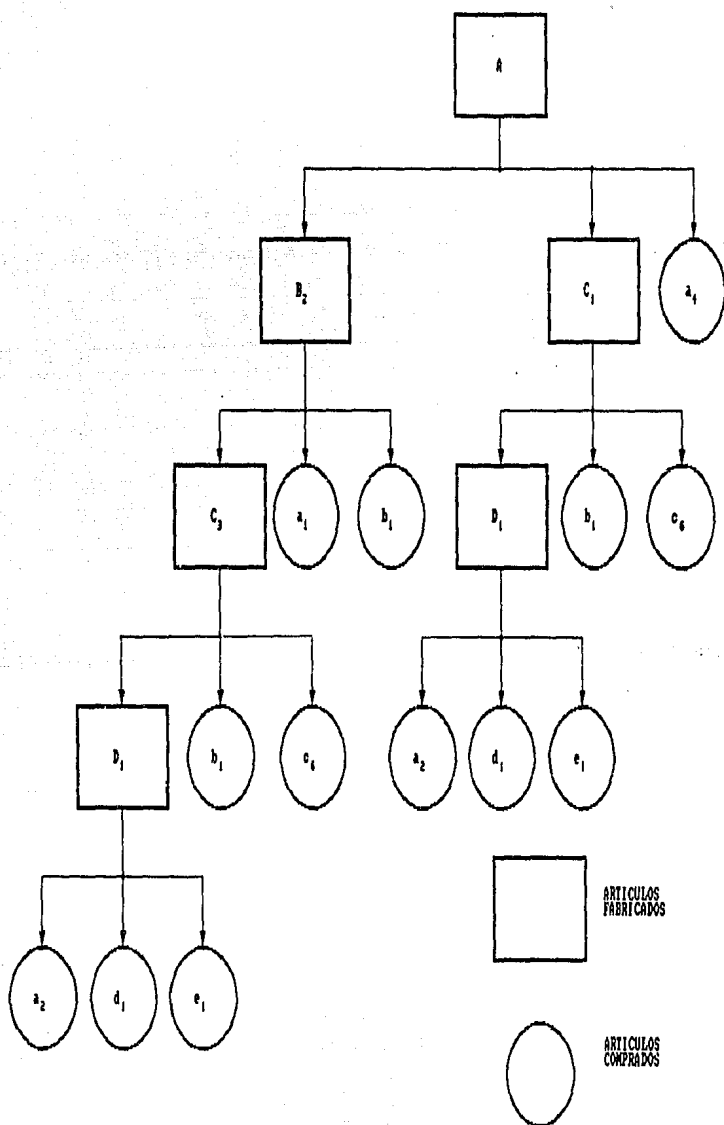 A
B₂ C₁ a₄
C₃ a₁ b₁ D₁ b₁ c₆
D₁ b₁ c₆ a₂ d₁ e₁
ARTICULOS
FABRICADOS
a₂ d₁ e₁
ARTICULOS
COMPRADOS